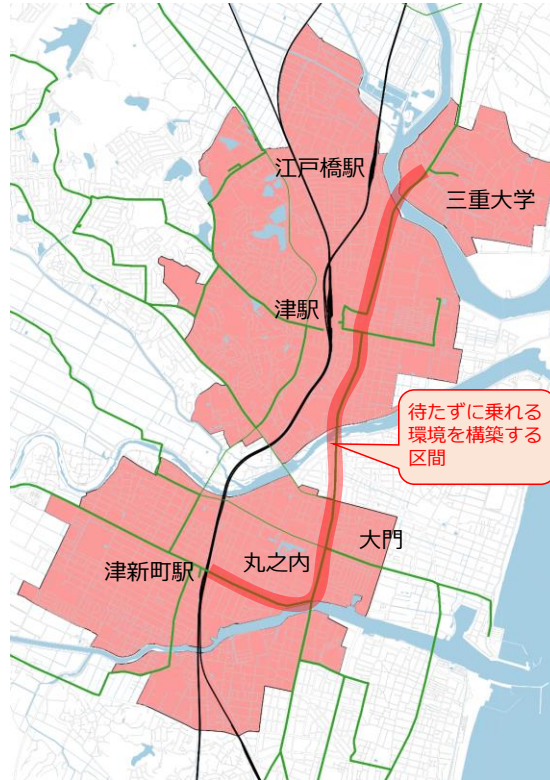 江戸橋駅
三重大学
津駅
待たずに乗れる
環境を構築する
区間
大門
丸之内
津新町駅